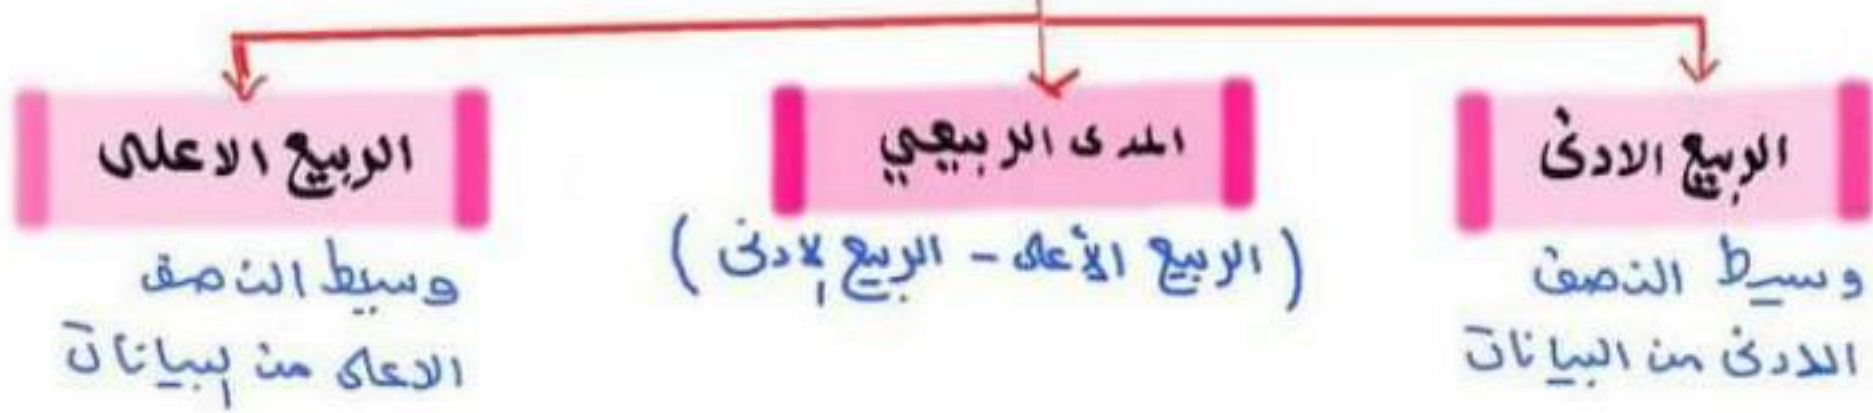 الربيع الادنى
وسيط النصف
الادنى من البيانات
المدى الربيعي
(الربيع الأعلى - الربيع الادنى)
الربيع الاعلى
وسيط النصف
الاعلى من البيانات